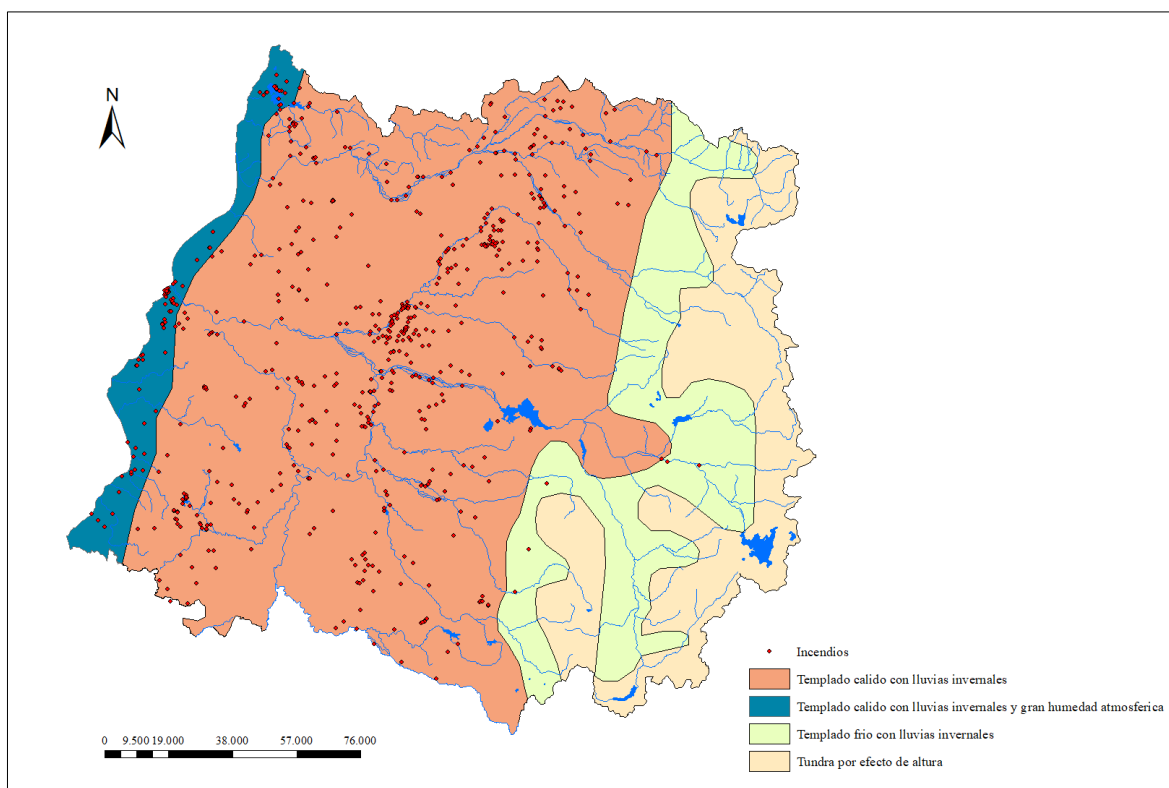 N
Incendios
Templado calido con lluvias invernales
Templado calido con lluvias invernales y gran humedad atmosferica
Templado frio con lluvias invernales
Tundra por efecto de altura
0 9.500 19.000 38.000 57.000 76.000